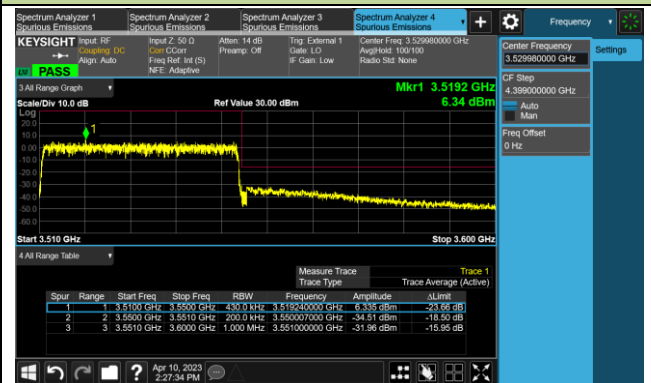 Spectrum Analyzer 1
Spurious Emissions
Spectrum Analyzer 2
Spurious Emissions
Spectrum Analyzer 3
Spurious Emissions
Spectrum Analyzer 4
Spurious Emissions
Frequency
KEYSIGHT
Input: RF
Coupling: DC
Align: Auto
Input Z: 50 Ω
Corr CCorr
Freq Ref: Int (S)
NFE: Adaptive
Atten: 14 dB
Preamp: Off
Trig: External 1
Gate: LO
IF Gain: Low
Center Freq: 3.529980000 GHz
Avg|Hold: 100/100
Radio Std: None
LXI PASS
Center Frequency
3.529980000 GHz
Settings
CF Step
4.399000000 GHz
Auto
Man
Freq Offset
0 Hz
3 All Range Graph
Mkr1 3.5192 GHz
Scale/Div 10.0 dB
Ref Value 30.00 dBm
6.34 dBm
Log
20.0
10.0
0.00
-10.0
-20.0
-30.0
-40.0
-50.0
-60.0
1
Start 3.510 GHz
Stop 3.600 GHz
4 All Range Table
Measure Trace Trace 1
Trace Type Trace Average (Active)
Spur Range Start Freq Stop Freq RBW Frequency Amplitude ΔLimit
1 1 3.5100 GHz 3.5500 GHz 430.0 kHz 3.519240000 GHz 6.335 dBm -23.66 dB
2 2 3.5500 GHz 3.5510 GHz 200.0 kHz 3.550007000 GHz -34.51 dBm -18.50 dB
3 3 3.5510 GHz 3.6000 GHz 1.000 MHz 3.551000000 GHz -31.96 dBm -15.95 dB
Apr 10, 2023
2:27:34 PM